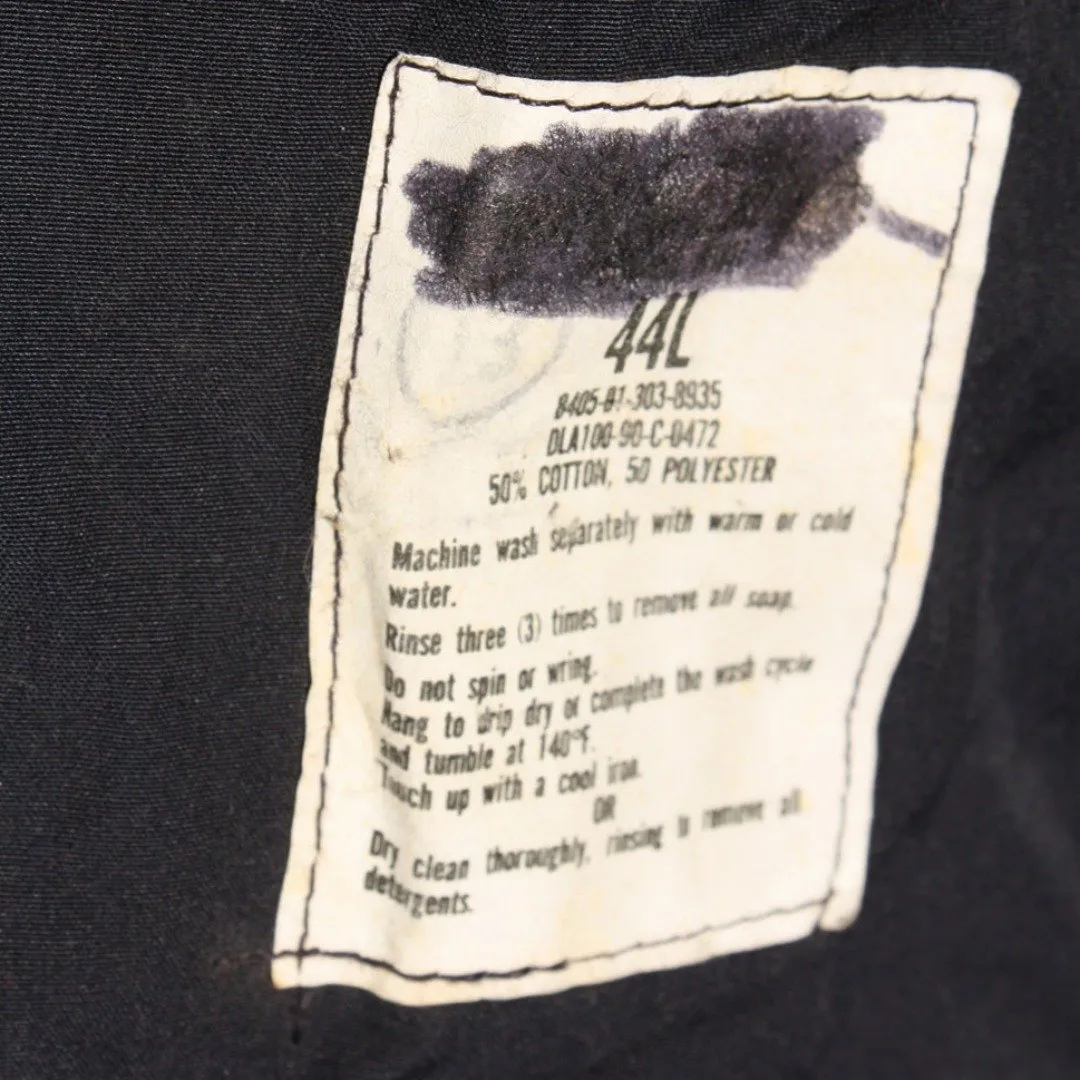 44L
8405-01-303-8935
DLA100-90-C-0472
50% COTTON, 50 POLYESTER
Machine wash separately with warm or cold
water.
Rinse three (3) times to remove all soap.
Do not spin or wring.
Hang to drip dry or complete the wash cycle
and tumble at 140°F.
Touch up with a cool iron.
OR
Dry clean thoroughly, rinsing to remove all
detergents.